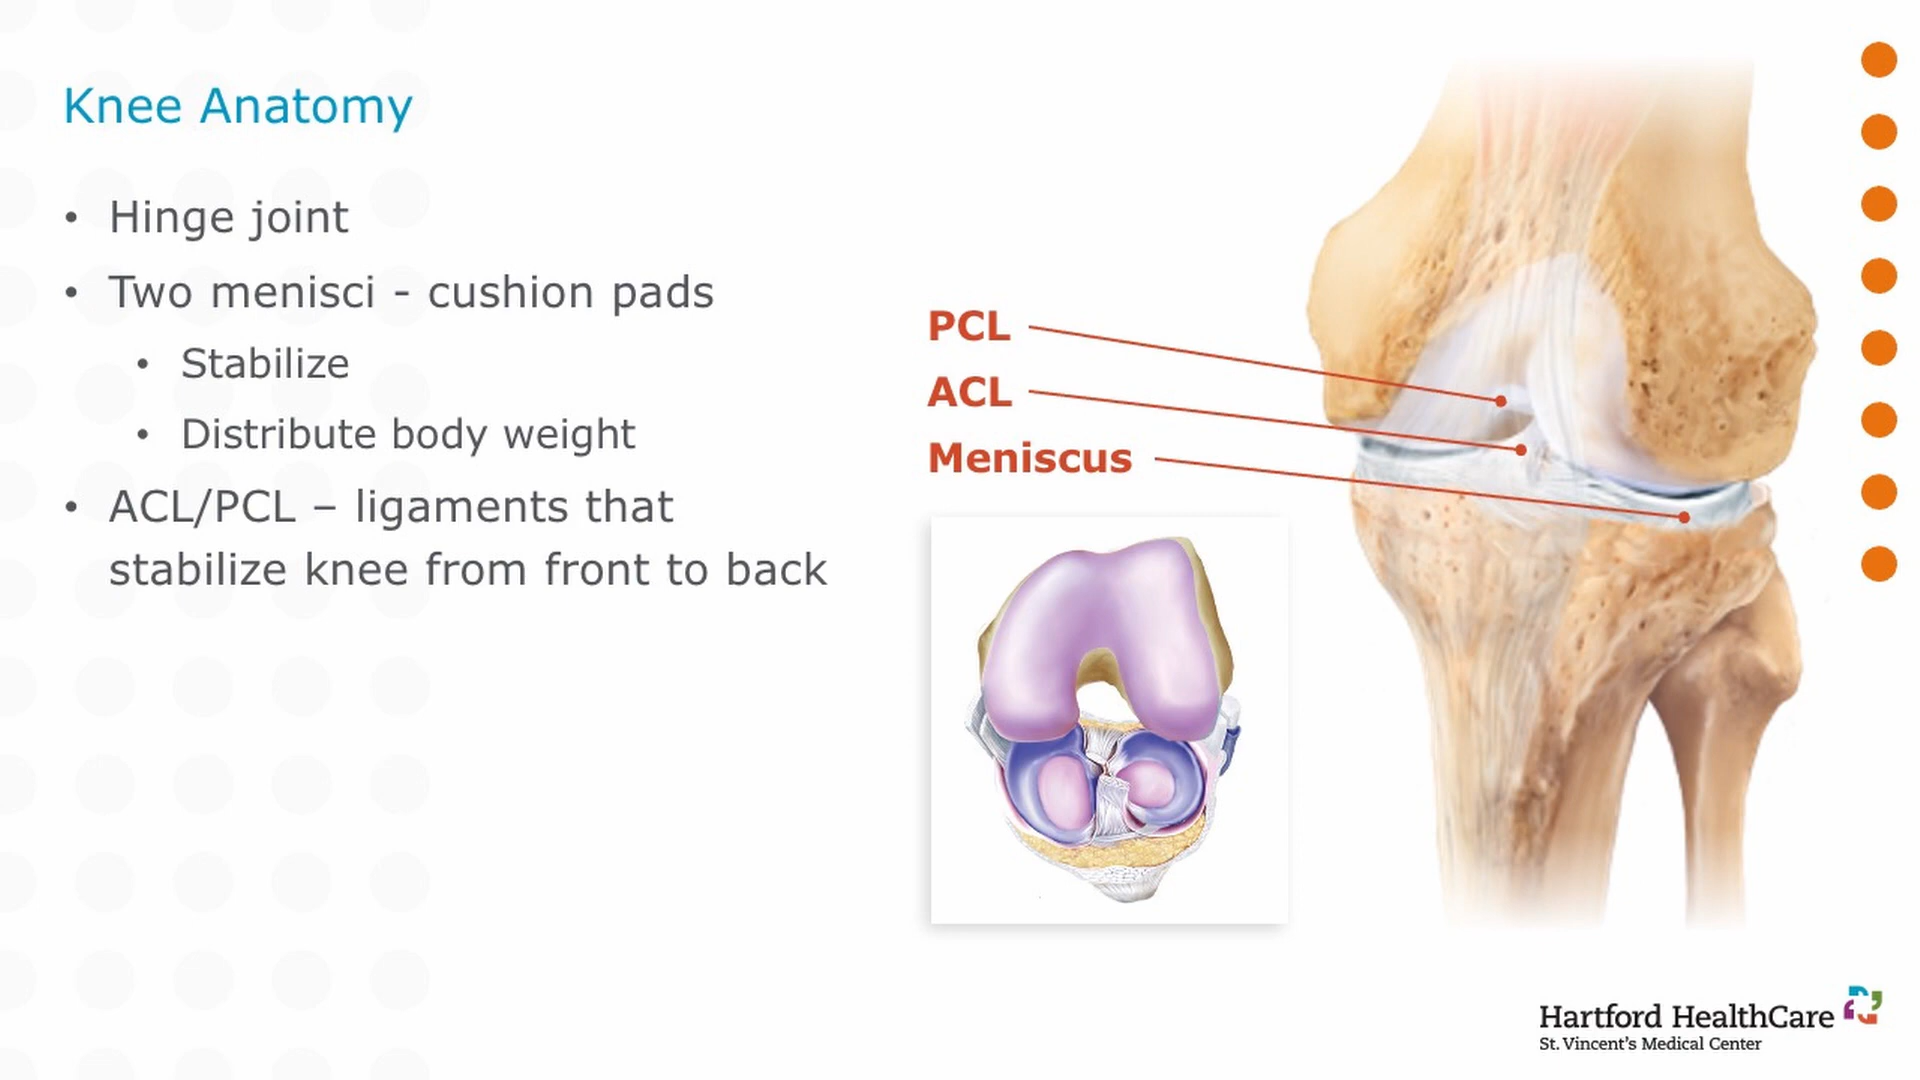 Knee Anatomy
• Hinge joint
• Two menisci - cushion pads
• Stabilize
• Distribute body weight
• ACL/PCL – ligaments that
stabilize knee from front to back
PCL
ACL
Meniscus
Hartford HealthCare
St. Vincent's Medical Center